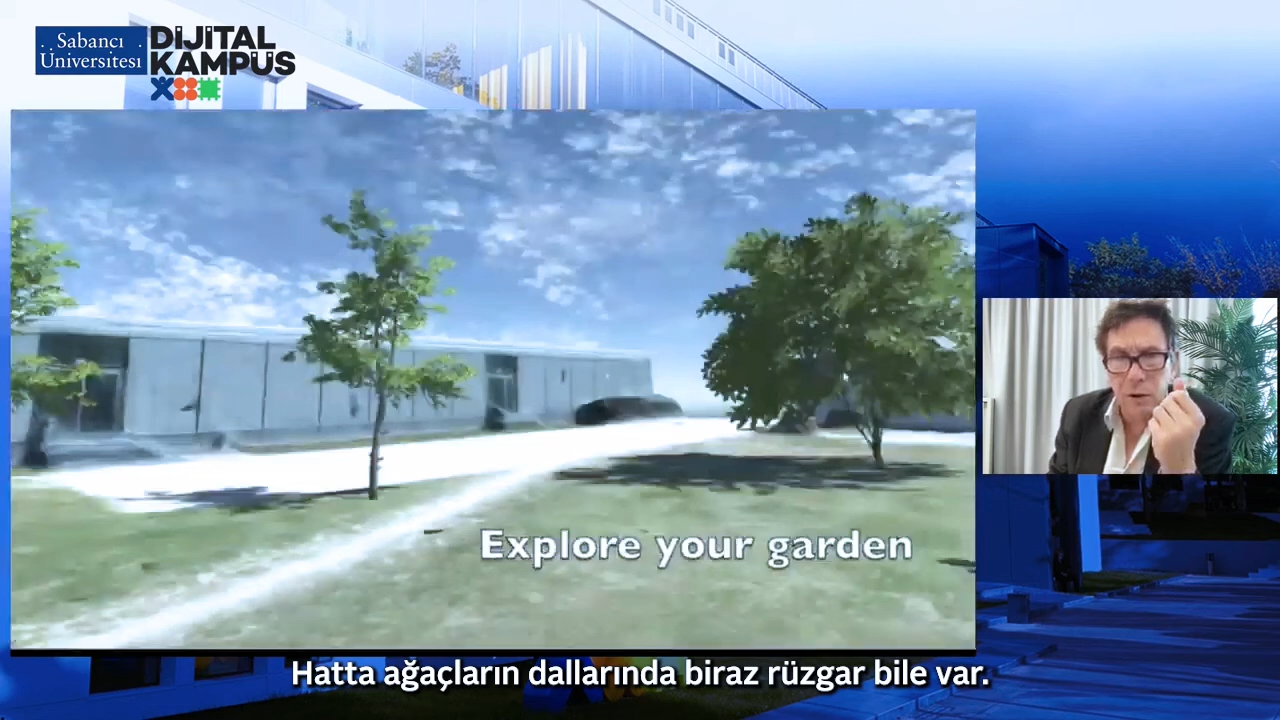 Sabancı
Üniversitesi
DİJİTAL
KAMPÜS
Explore your garden
Hatta ağaçların dallarında biraz rüzgar bile var.